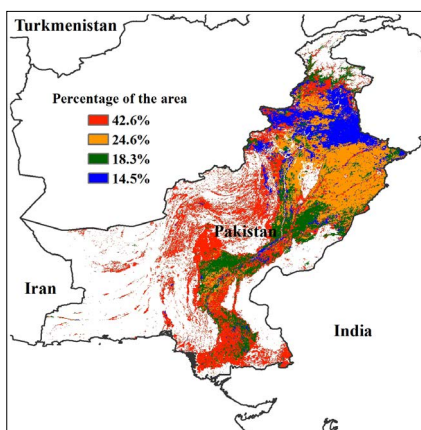 Turkmenistan
Percentage of the area
42.6%
24.6%
18.3%
14.5%
Pakistan
Iran
India